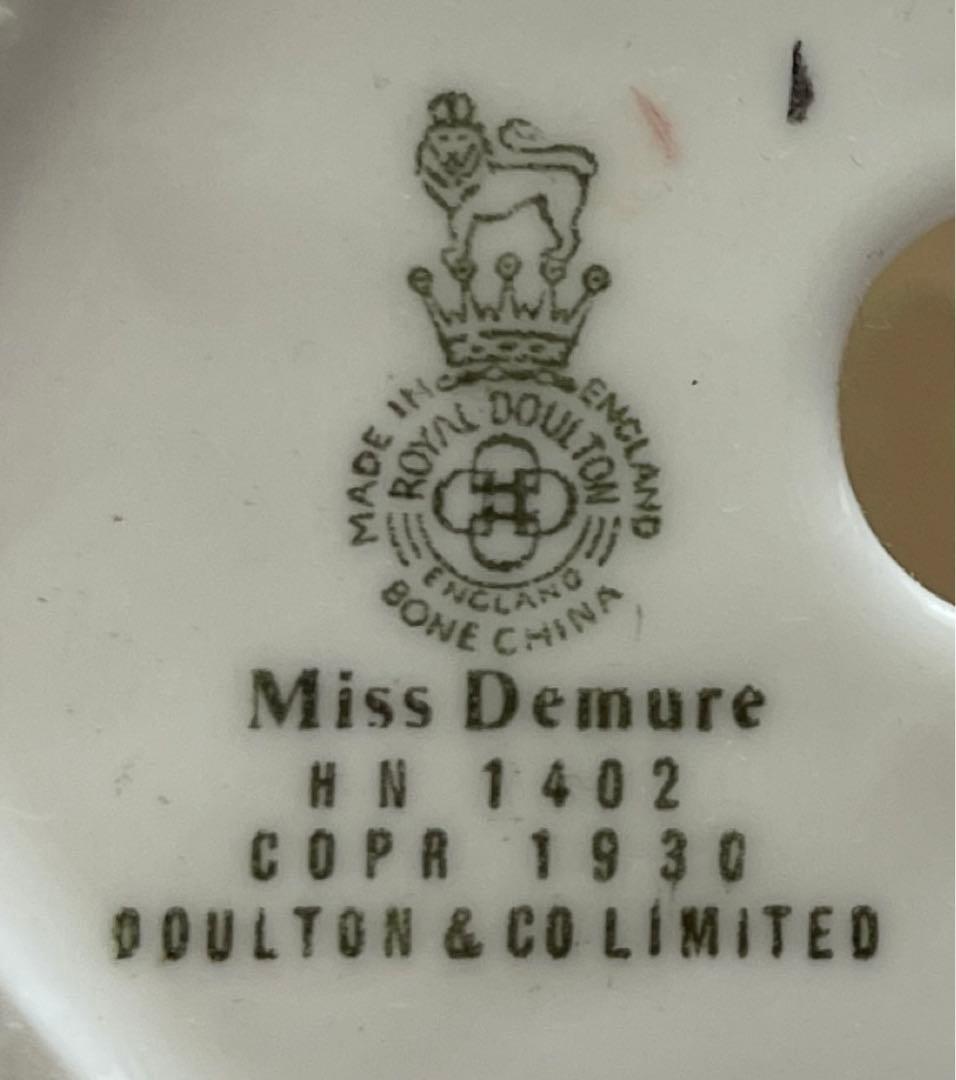 MADE IN ENGLAND
ROYAL DOULTON
ENGLAND
BONE CHINA
Miss Demure
HN 1402
COPR 1930
DOULTON & CO LIMITED